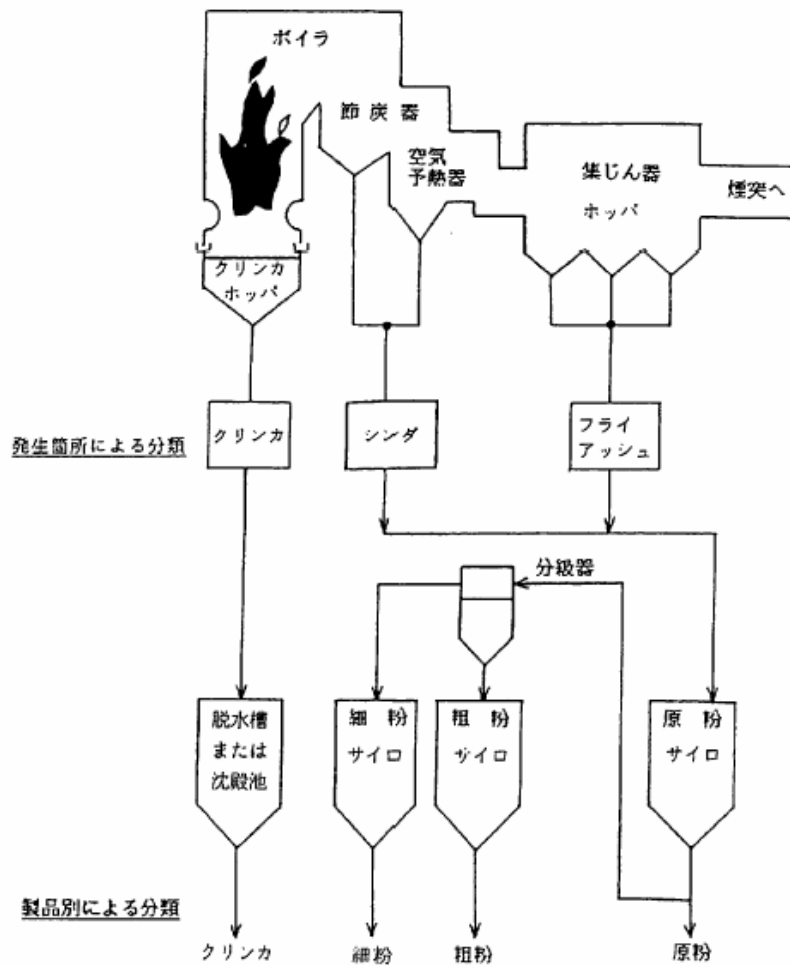 ボイラ
節炭器
空気
予熱器
集じん器
ホッパ
煙突へ
クリンカ
ホッパ
発生箇所による分類
クリンカ
シンダ
フライ
アッシュ
分級器
脱水槽
または
沈殿池
細粉
サイロ
粗粉
サイロ
原粉
サイロ
製品別による分類
クリンカ
細粉
粗粉
原粉